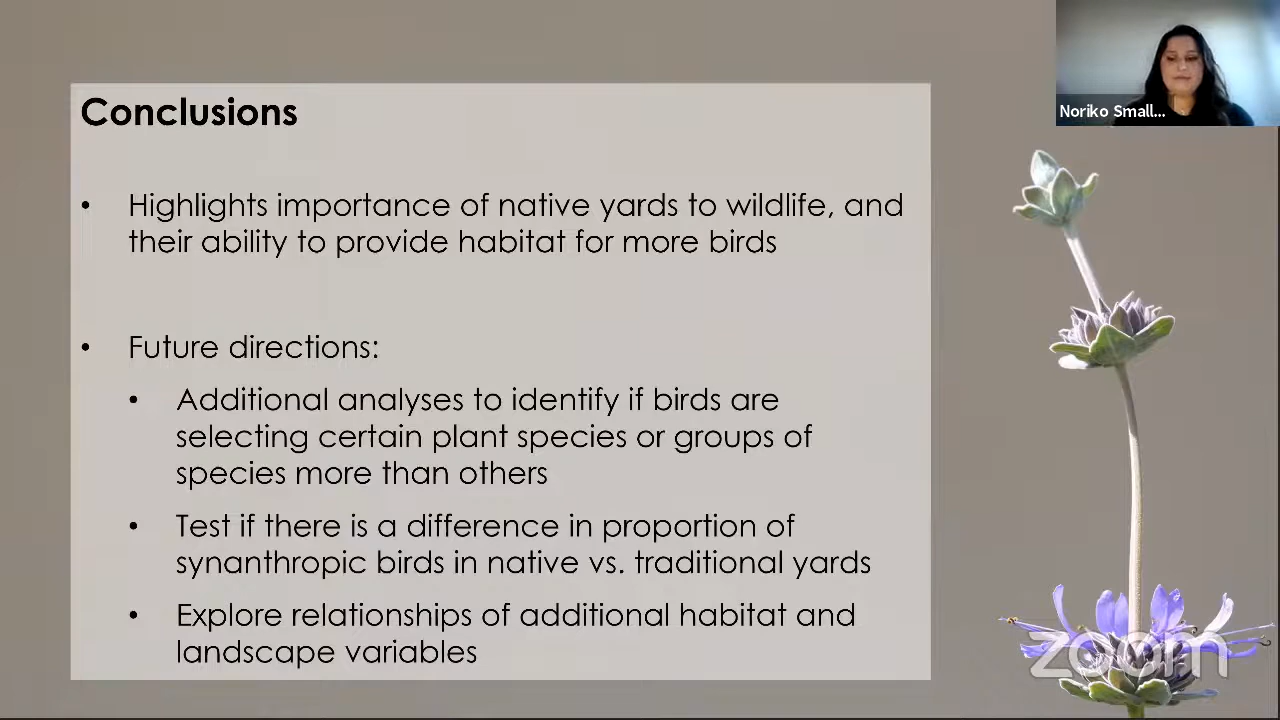 Noriko Small...
Conclusions
• Highlights importance of native yards to wildlife, and
their ability to provide habitat for more birds
• Future directions:
• Additional analyses to identify if birds are
selecting certain plant species or groups of
species more than others
• Test if there is a difference in proportion of
synanthropic birds in native vs. traditional yards
• Explore relationships of additional habitat and
landscape variables
zoom